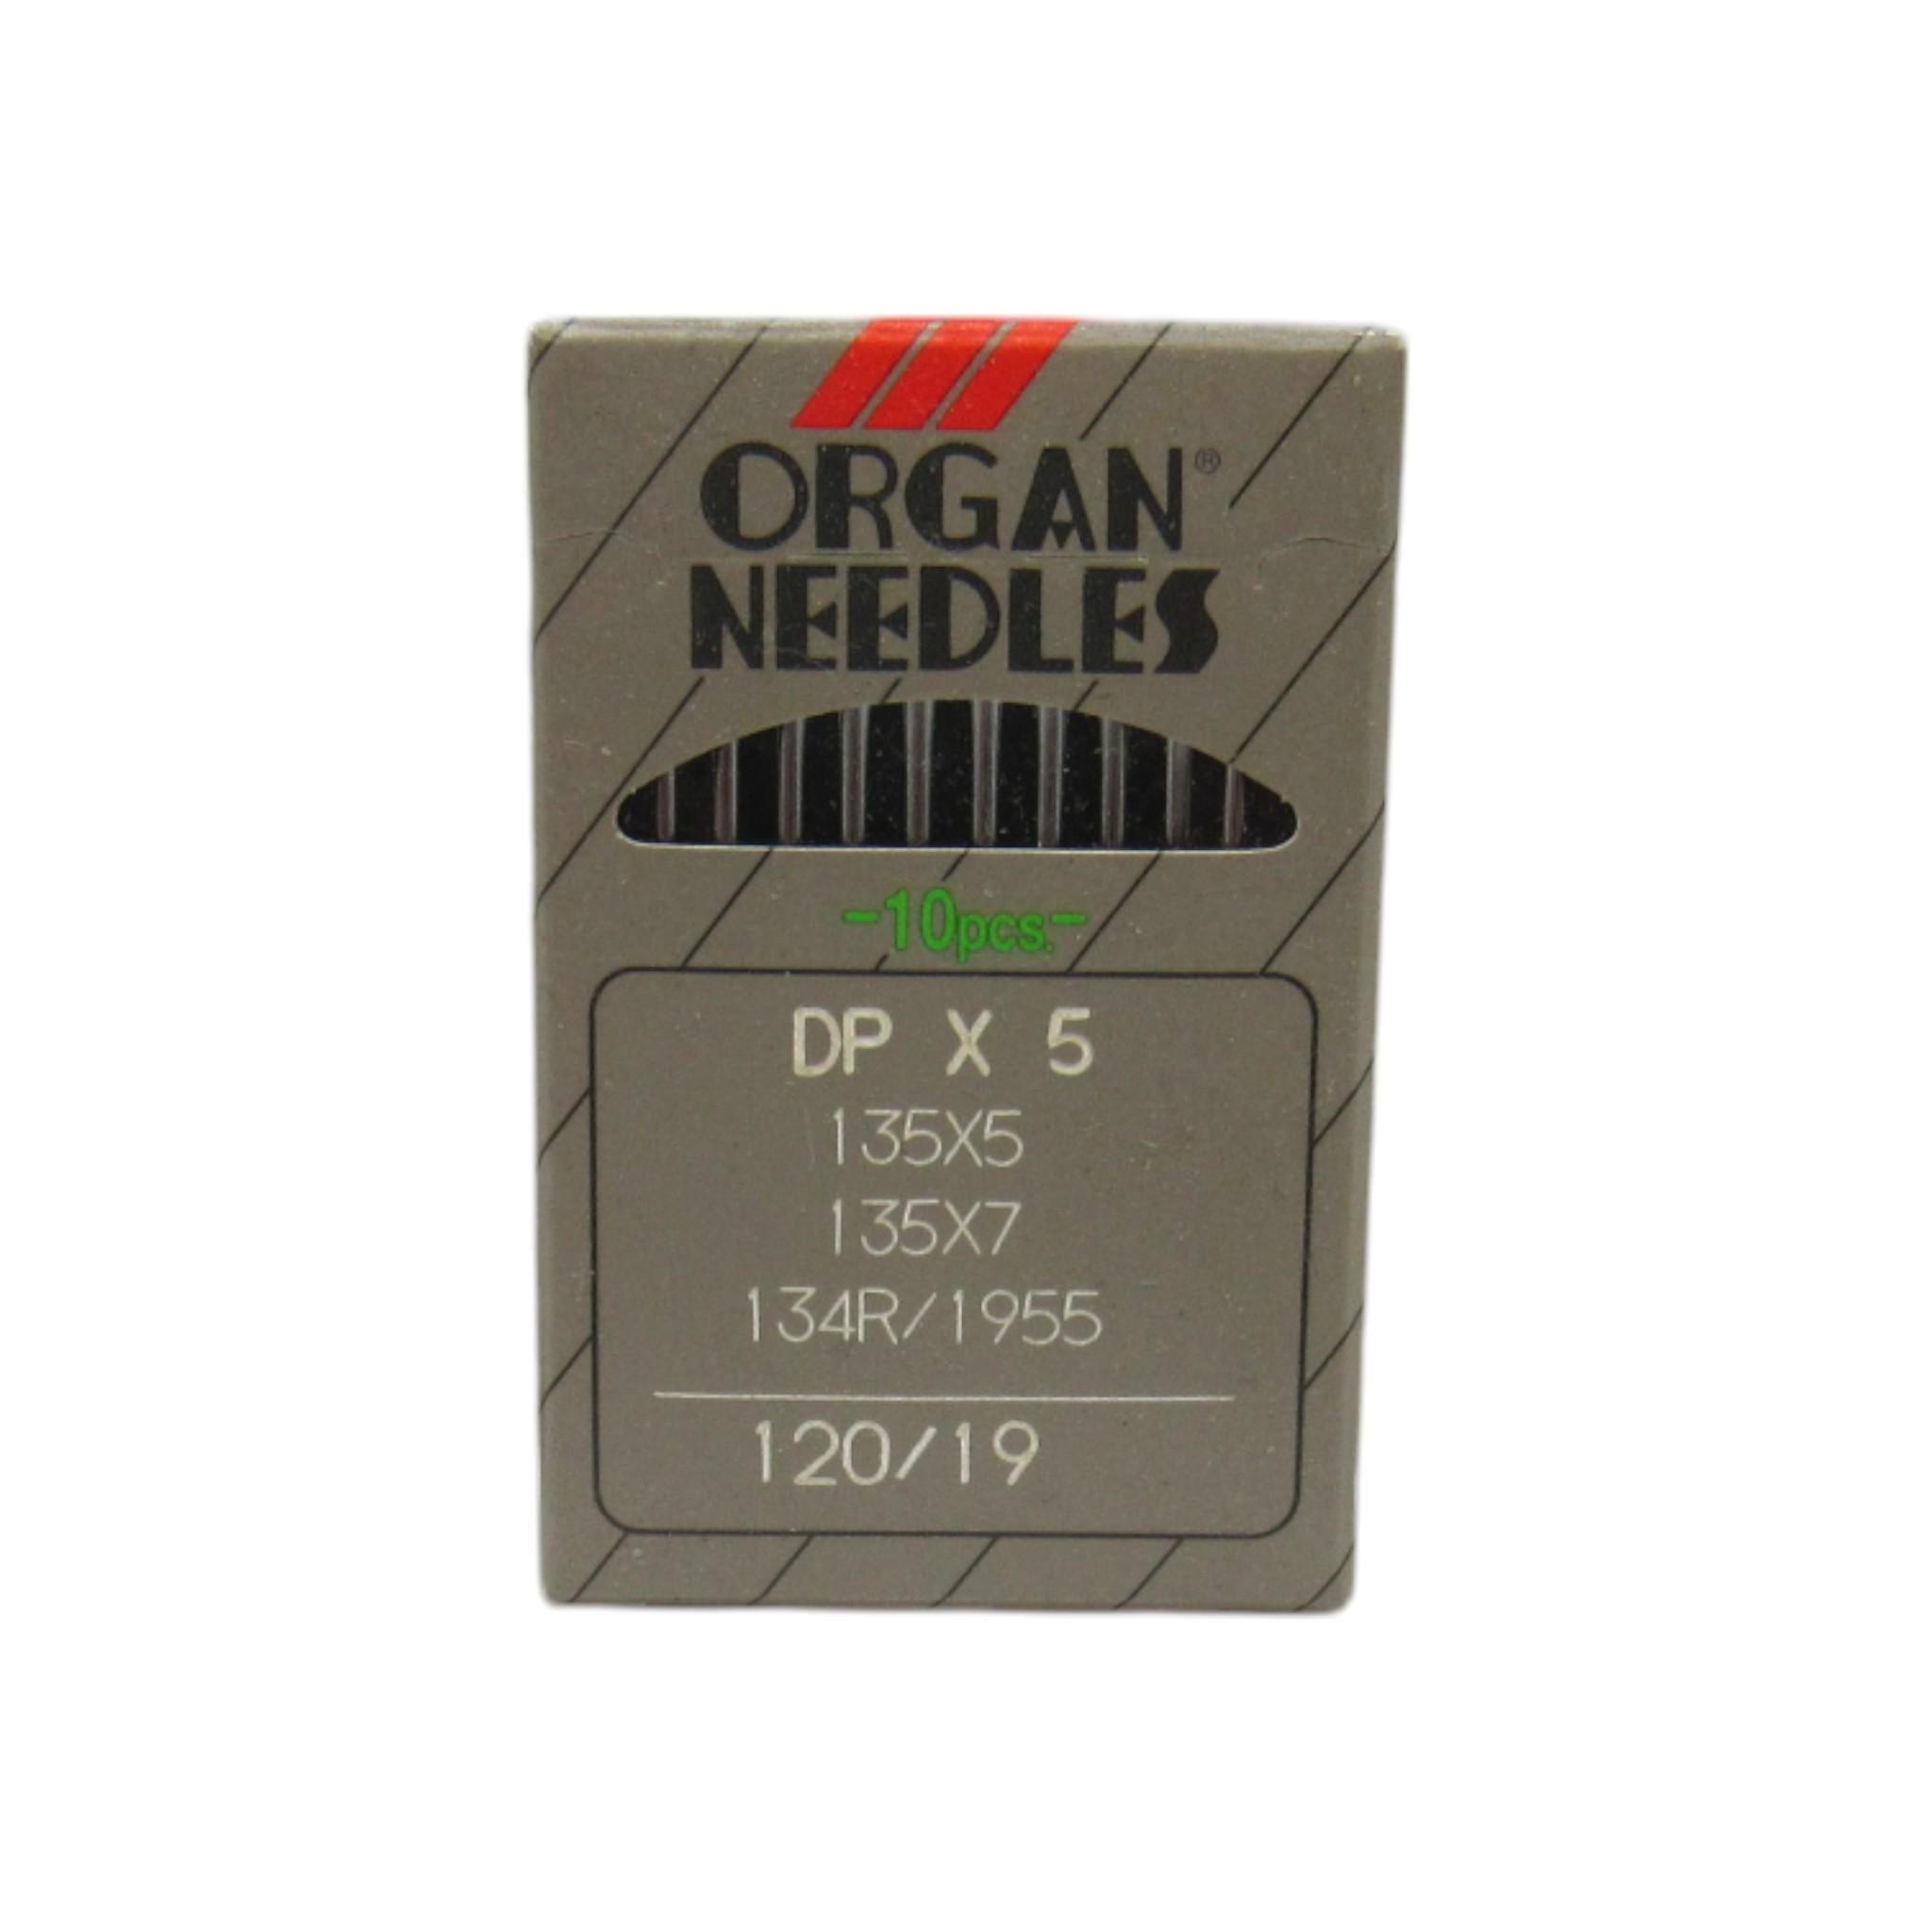 ORGAN®
NEEDLES
-10pcs.-
DP X 5
135X5
135X7
134R/1955
120/19